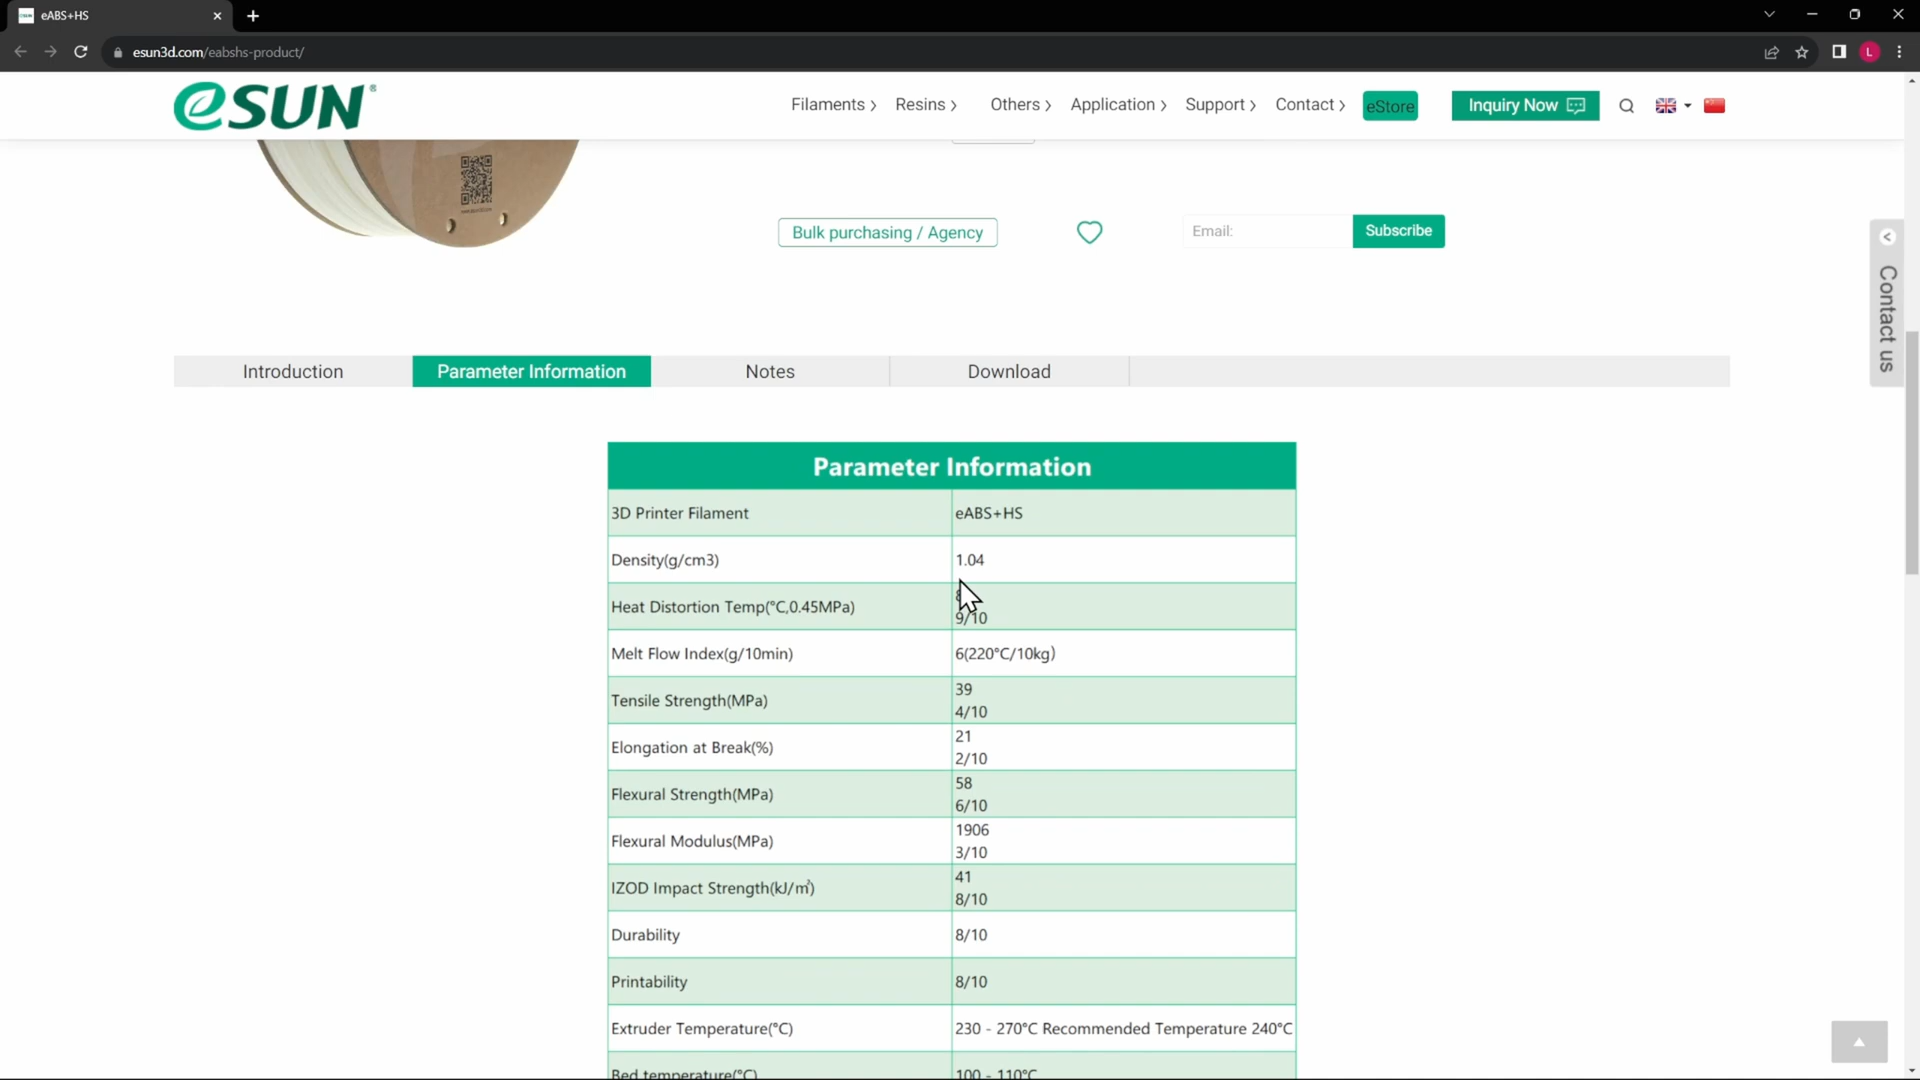 eABS+HS
esun3d.com/eabshs-product/
L
eSUN®
Filaments >
Resins >
Others >
Application >
Support >
Contact >
eStore
Inquiry Now
Bulk purchasing / Agency
Email:
Subscribe
Contact us
Introduction
Parameter Information
Notes
Download
Parameter Information
3D Printer Filament
eABS+HS
Density(g/cm3)
1.04
Heat Distortion Temp(°C,0.45MPa)
9/10
Melt Flow Index(g/10min)
6(220°C/10kg)
Tensile Strength(MPa)
39
4/10
Elongation at Break(%)
21
2/10
Flexural Strength(MPa)
58
6/10
Flexural Modulus(MPa)
1906
3/10
IZOD Impact Strength(kJ/m²)
41
8/10
Durability
8/10
Printability
8/10
Extruder Temperature(°C)
230 - 270°C Recommended Temperature 240°C
Bed temperature(°C)
100 - 110°C